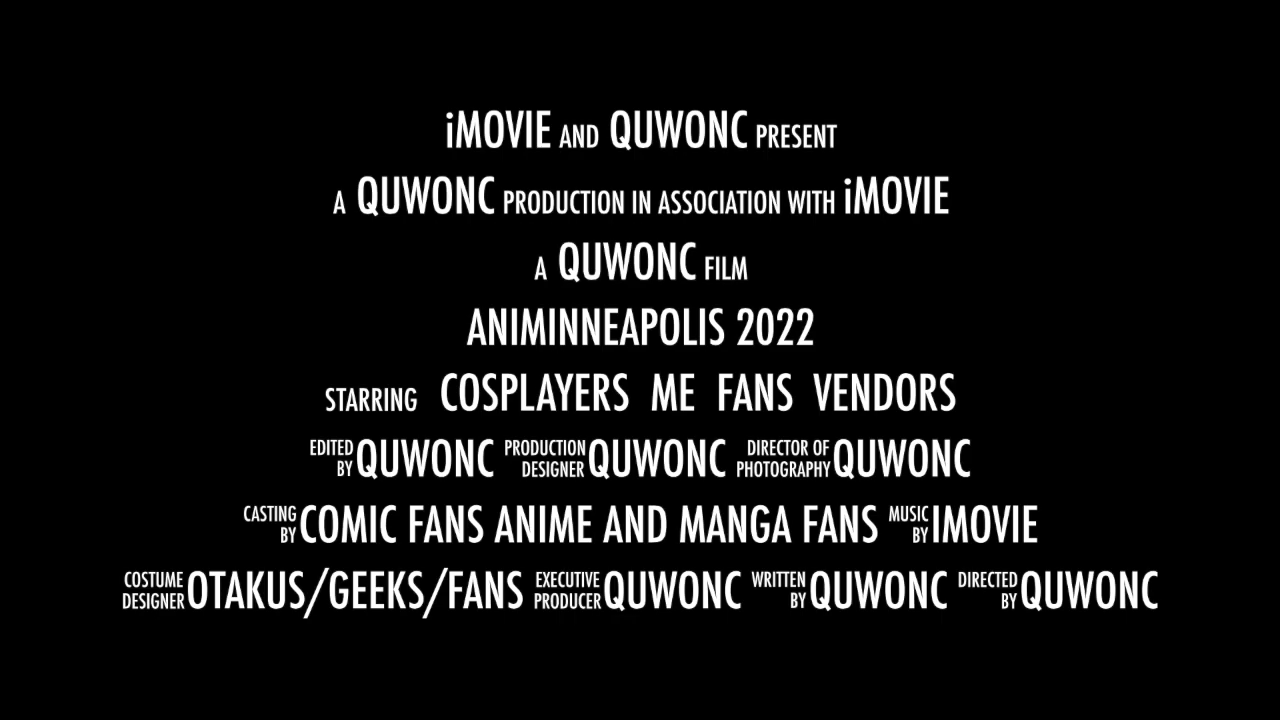 iMOVIE AND QUWONC PRESENT
A QUWONC PRODUCTION IN ASSOCIATION WITH iMOVIE
A QUWONC FILM
ANIMINNEAPOLIS 2022
STARRING COSPLAYERS ME FANS VENDORS
EDITED BY QUWONC PRODUCTION DESIGNER QUWONC DIRECTOR OF PHOTOGRAPHY QUWONC
CASTING BY COMIC FANS ANIME AND MANGA FANS MUSIC BY IMOVIE
COSTUME DESIGNER OTAKUS/GEEKS/FANS EXECUTIVE PRODUCER QUWONC WRITTEN BY QUWONC DIRECTED BY QUWONC